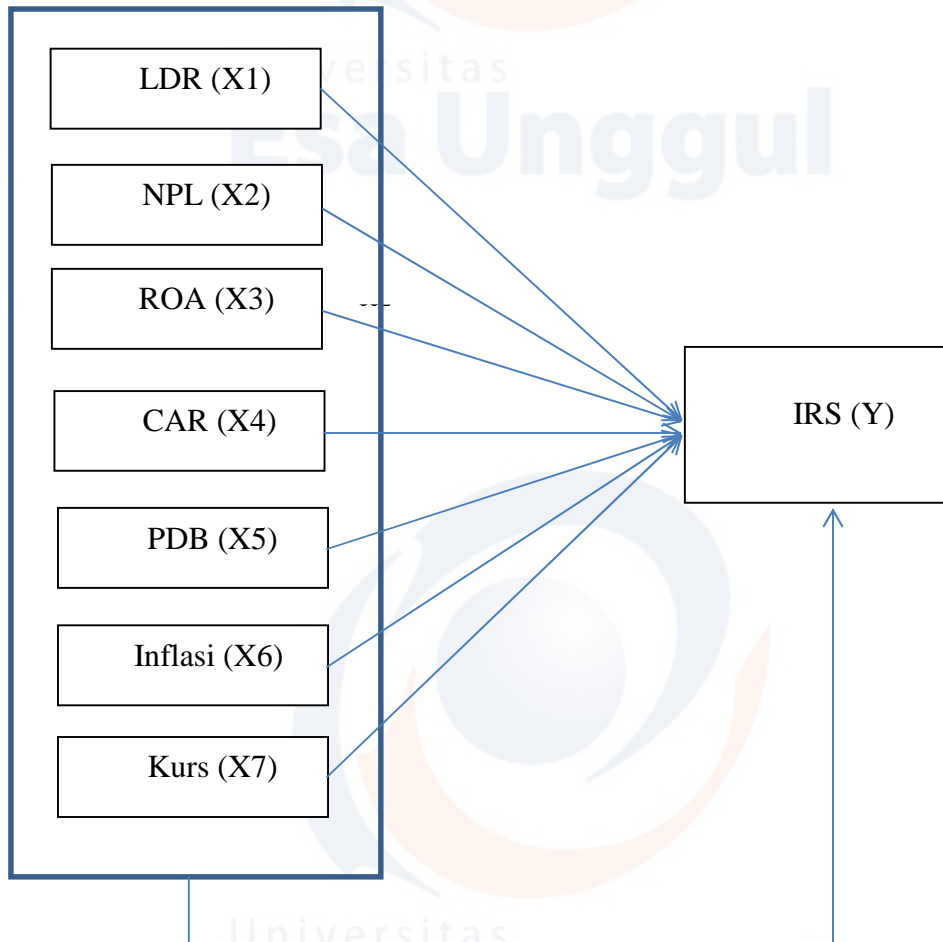 Universitas
Esa Unggul
LDR (X1)
NPL (X2)
ROA (X3)
CAR (X4)
IRS (Y)
PDB (X5)
Inflasi (X6)
Kurs (X7)
Universitas